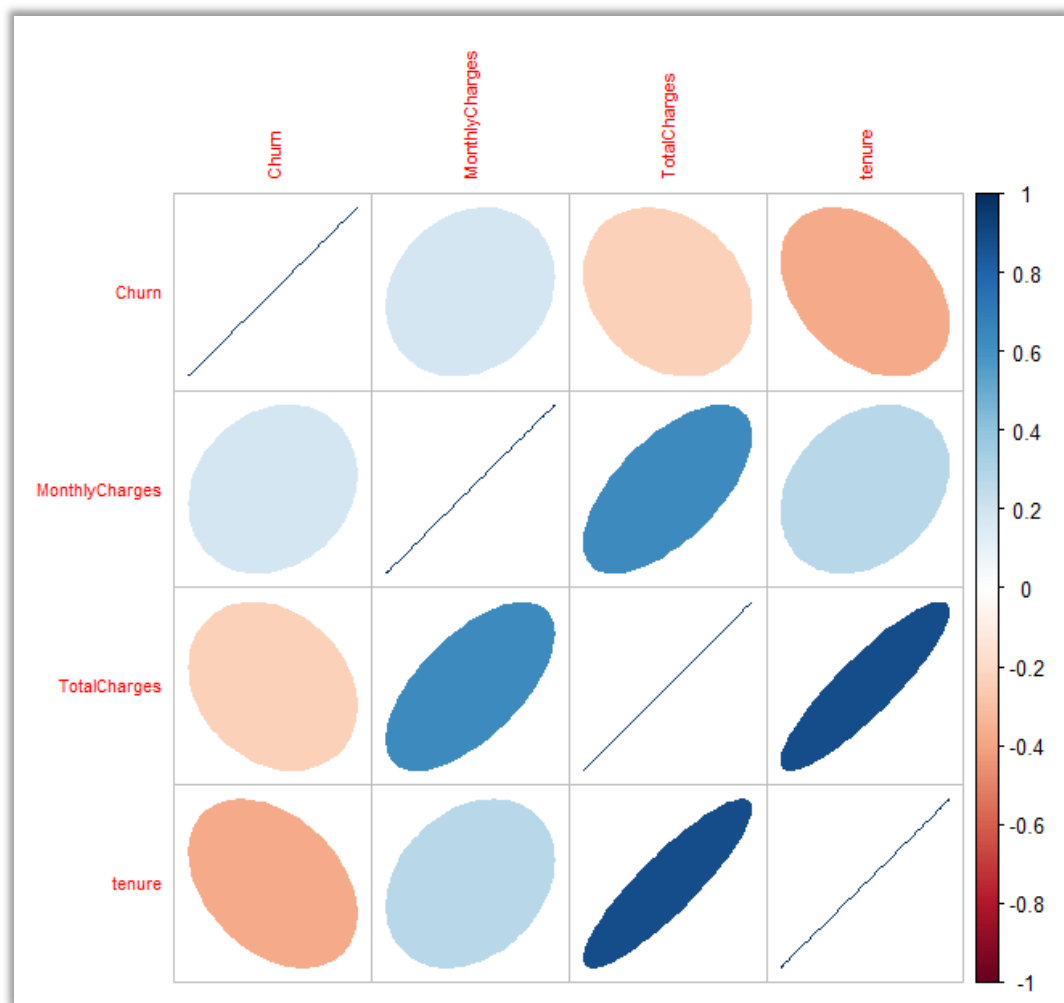 Churn
MonthlyCharges
TotalCharges
tenure
Churn
MonthlyCharges
TotalCharges
tenure
1
0.8
0.6
0.4
0.2
0
-0.2
-0.4
-0.6
-0.8
-1